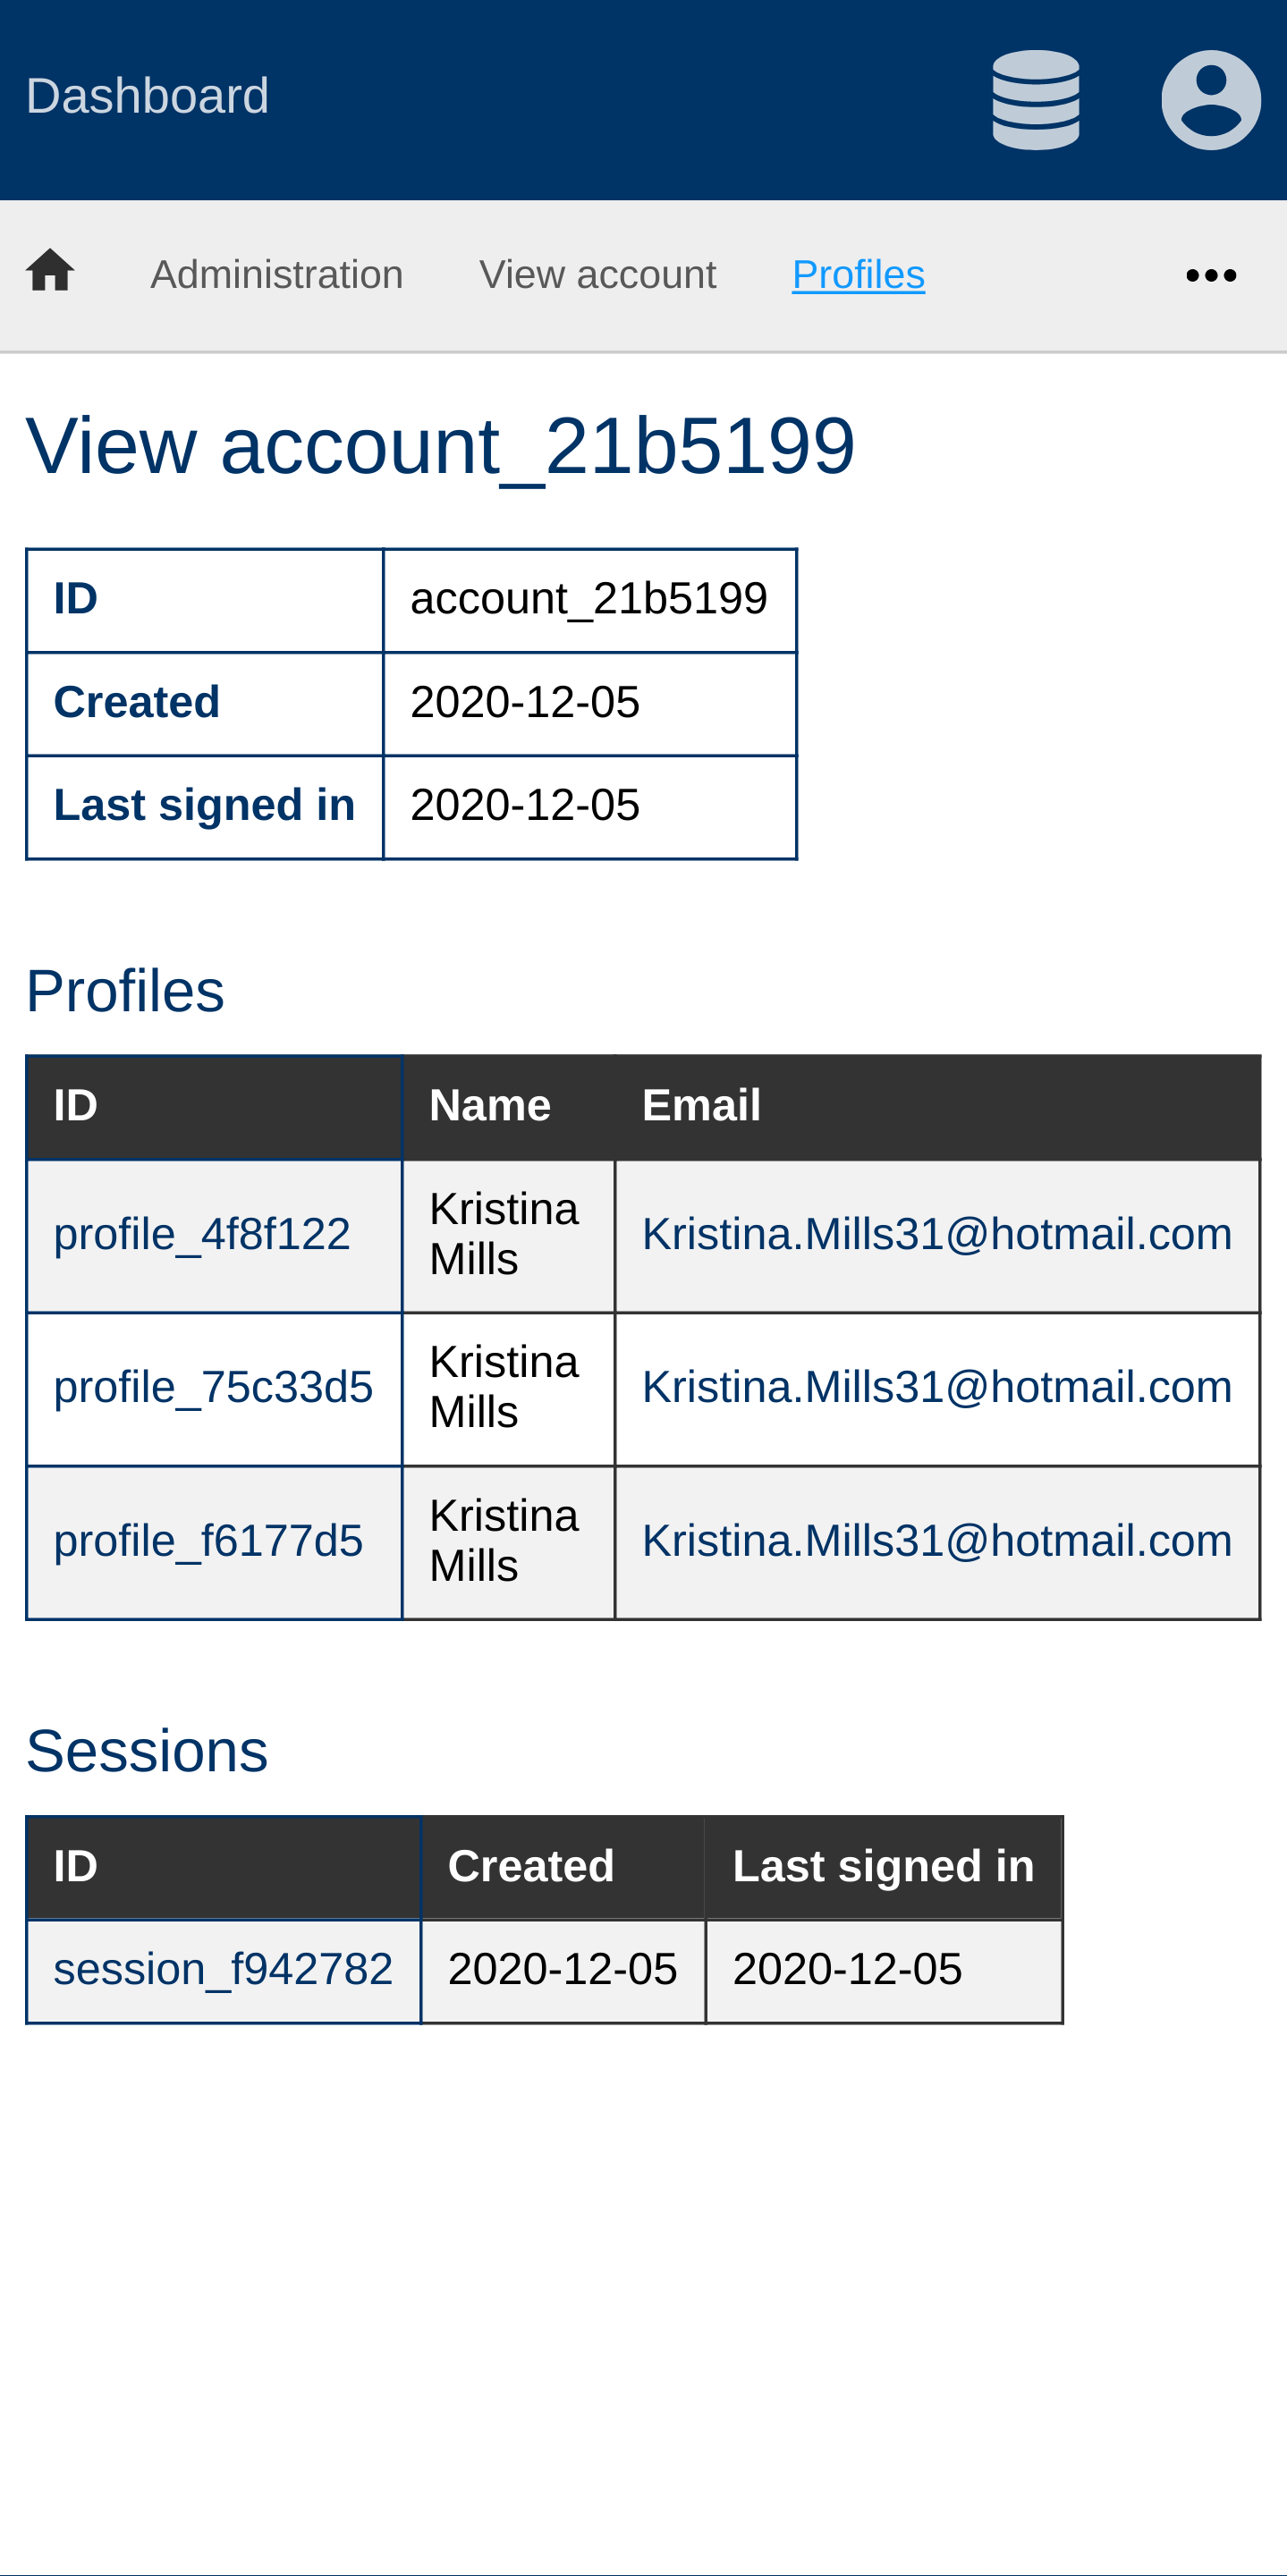 Dashboard
Administration View account Profiles
View account_21b5199
ID account_21b5199
Created 2020-12-05
Last signed in 2020-12-05
Profiles
ID Name Email
profile_4f8f122 Kristina Mills Kristina.Mills31@hotmail.com
profile_75c33d5 Kristina Mills Kristina.Mills31@hotmail.com
profile_f6177d5 Kristina Mills Kristina.Mills31@hotmail.com
Sessions
ID Created Last signed in
session_f942782 2020-12-05 2020-12-05